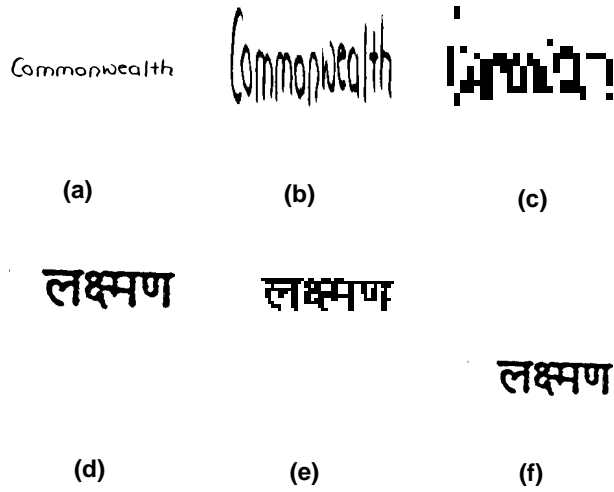 Commonwealth Commonwealth
(a) (b) (c)
लक्ष्मण लक्ष्मण
लक्ष्मण
(d) (e) (f)